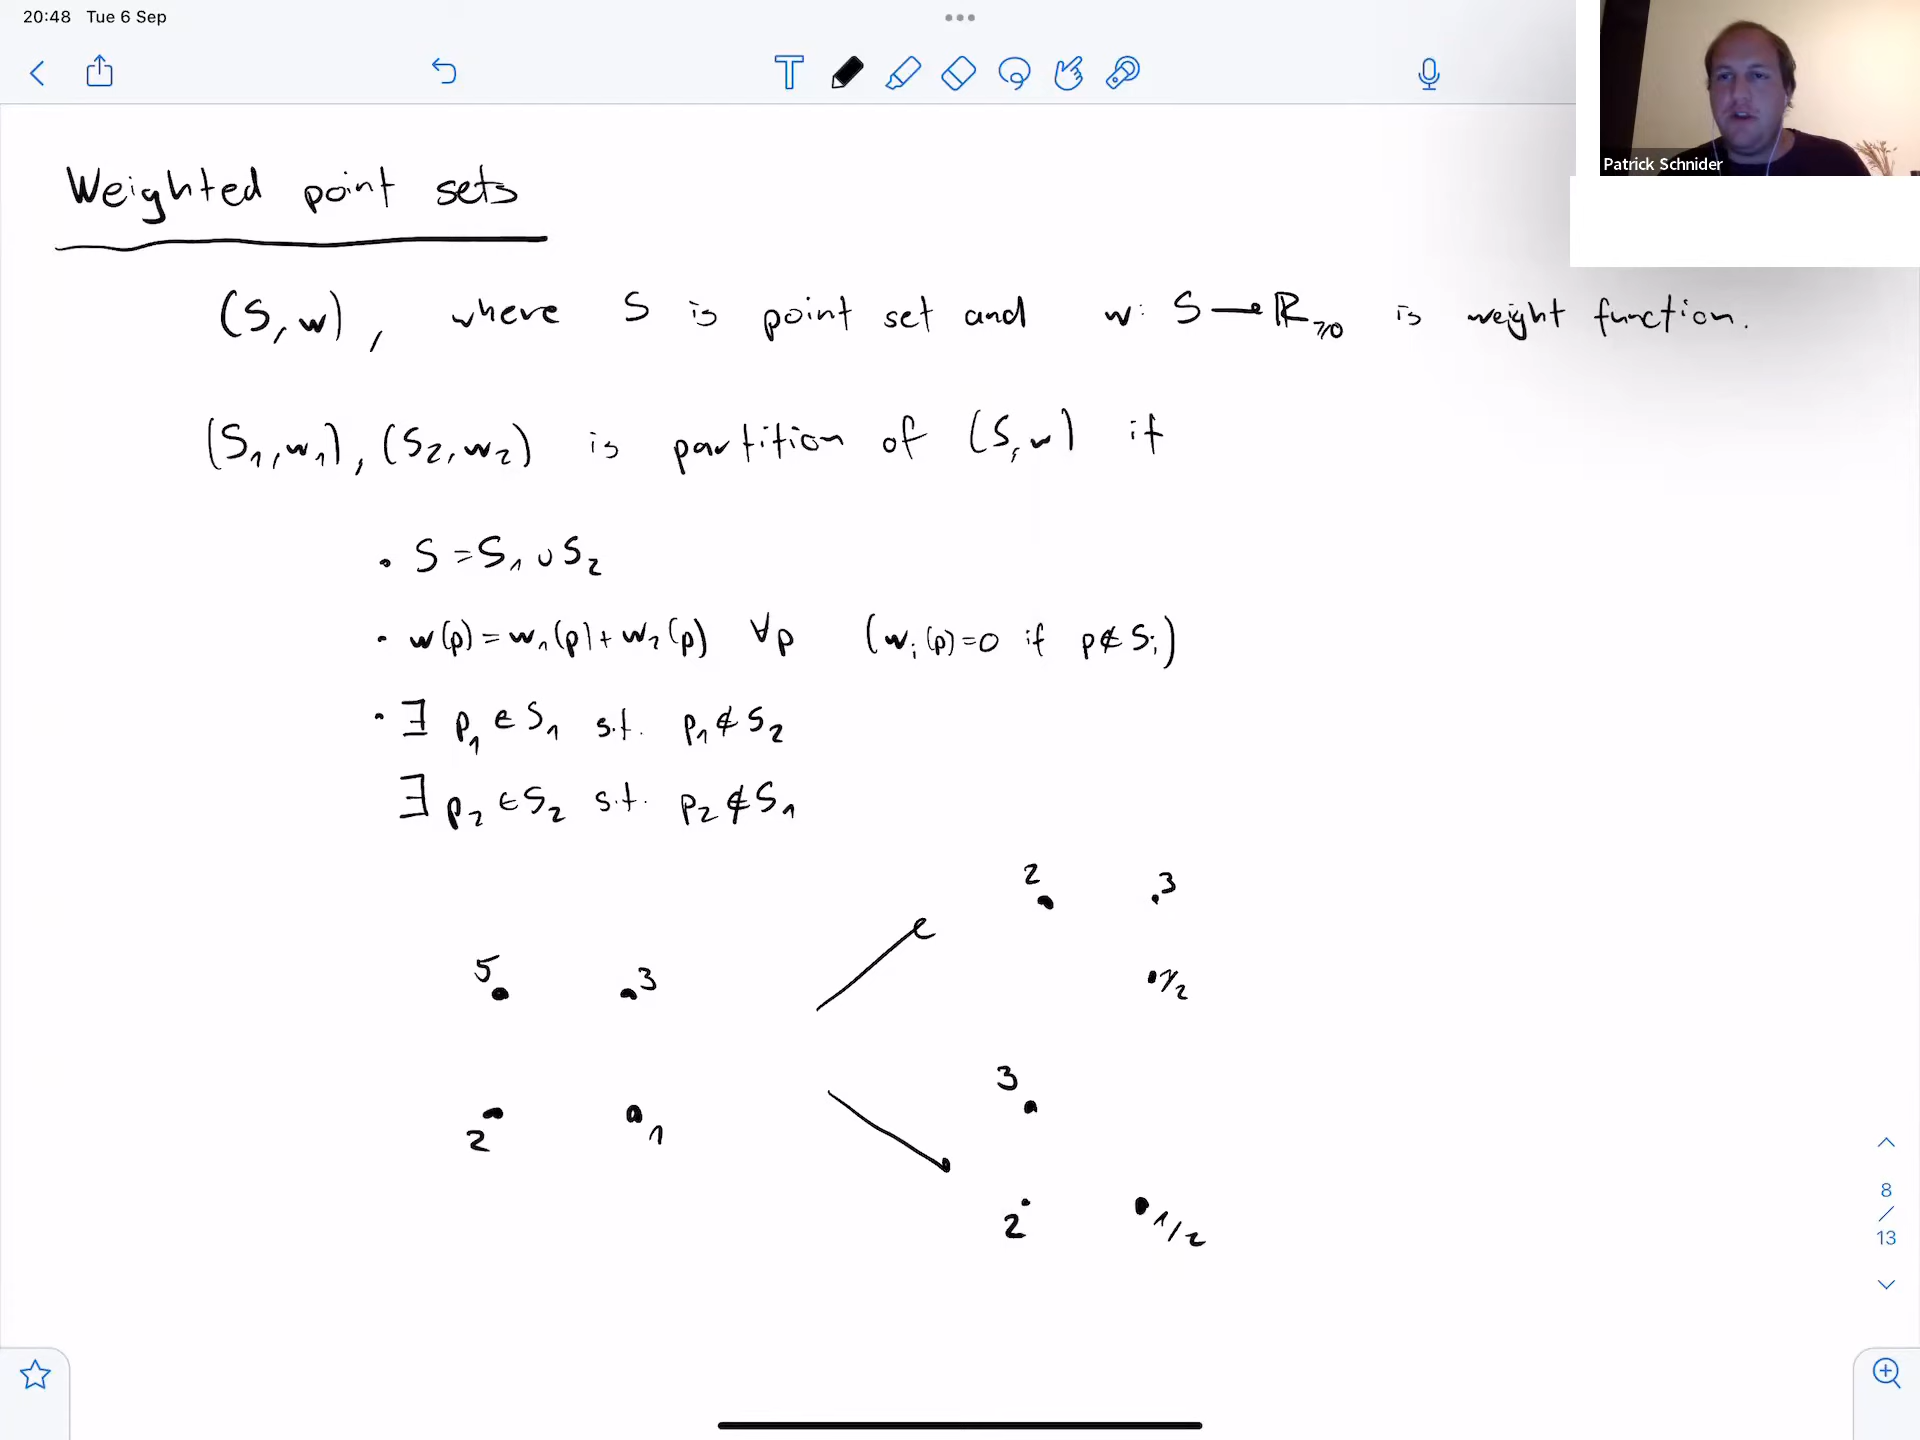 20:48 Tue 6 Sep
T
Patrick Schnider
Weighted point sets
(S, w), where S is point set and w: S → ℝ≥0 is weight function.
(S₁, w₁), (S₂, w₂) is partition of (S, w) if
• S = S₁ ∪ S₂
• w(p) = w₁(p) + w₂(p) ∀p (wᵢ(p)=0 if p∉Sᵢ)
• ∃ p₁ ∈ S₁ s.t. p₁ ∉ S₂
∃ p₂ ∈ S₂ s.t. p₂ ∉ S₁
2 3
5 3
1/2
3
2 1
2 1/2
8
/
13